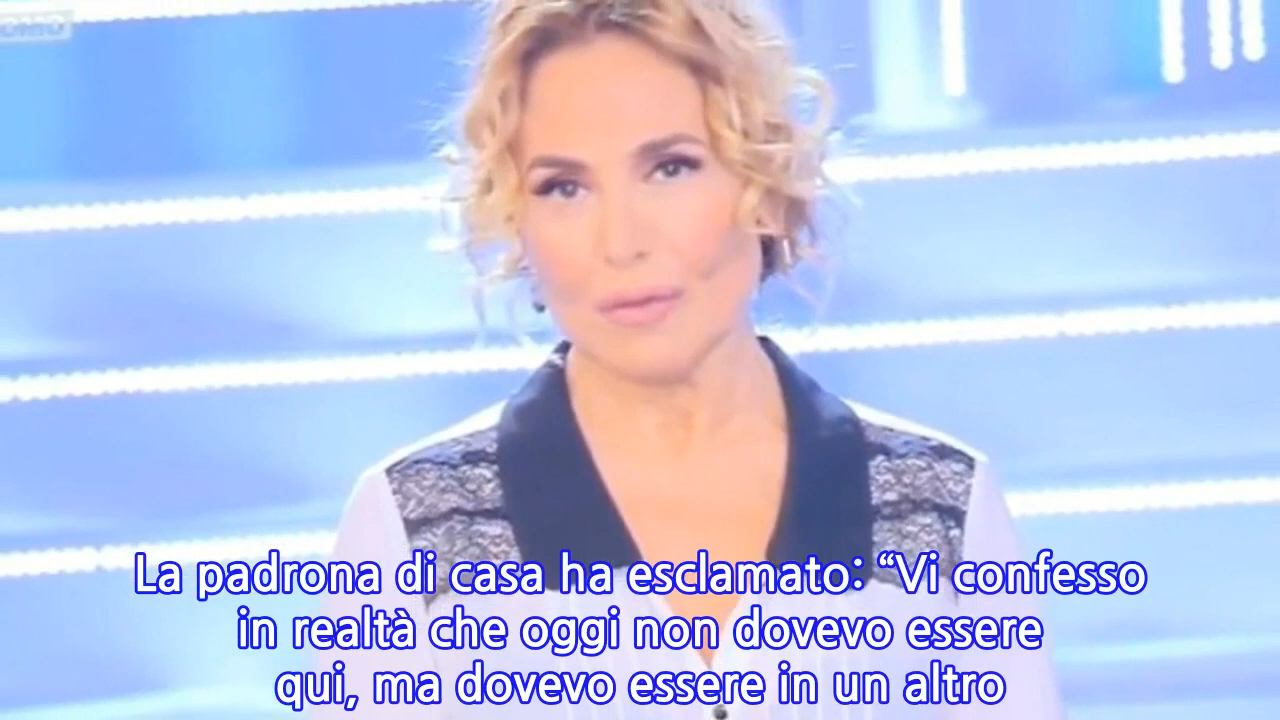 La padrona di casa ha esclamato: “Vi confesso
in realtà che oggi non dovevo essere
qui, ma dovevo essere in un altro